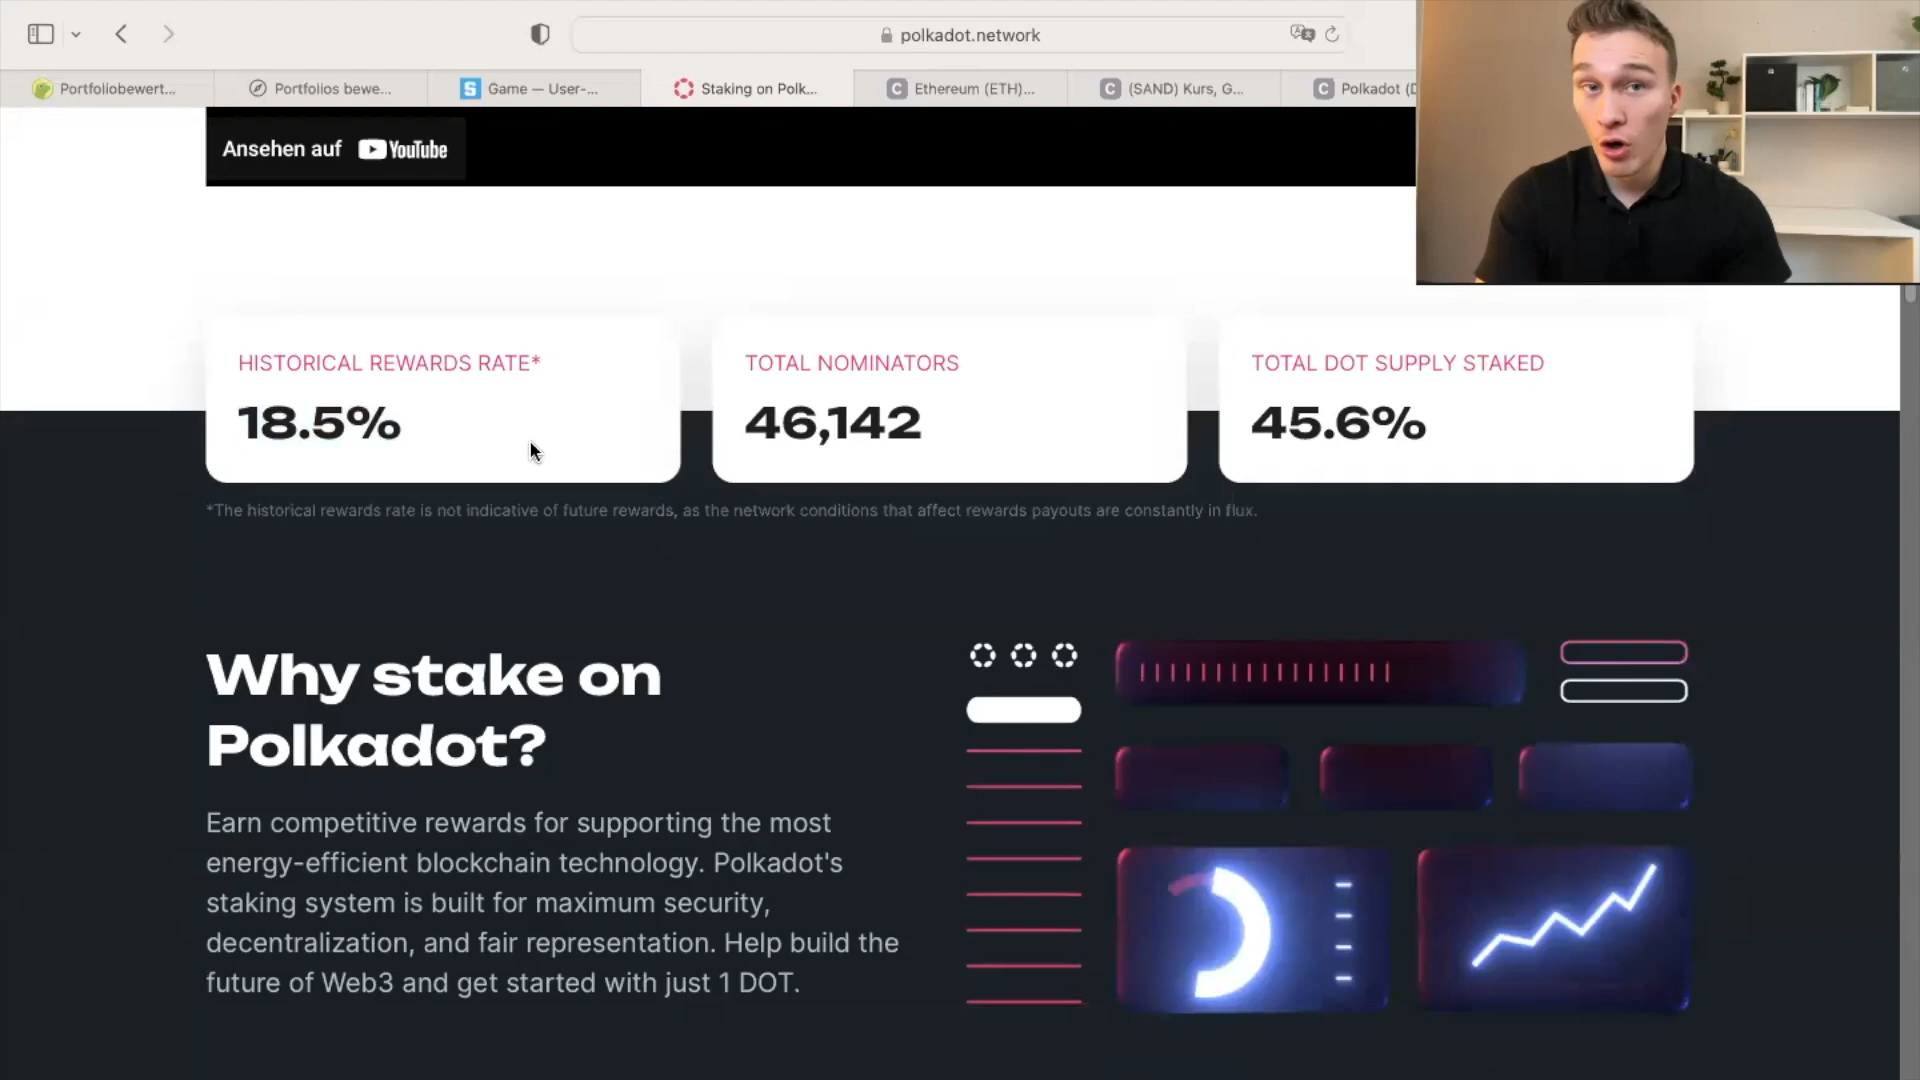 polkadot.network
Portfoliobewert...
Portfolios bewe...
S
Game — User-...
Staking on Polk...
C
Ethereum (ETH)...
C
(SAND) Kurs, G...
C
Polkadot (D
Ansehen auf YouTube
HISTORICAL REWARDS RATE*
18.5%
TOTAL NOMINATORS
46,142
TOTAL DOT SUPPLY STAKED
45.6%
*The historical rewards rate is not indicative of future rewards, as the network conditions that affect rewards payouts are constantly in flux.
Why stake on
Polkadot?
Earn competitive rewards for supporting the most
energy-efficient blockchain technology. Polkadot's
staking system is built for maximum security,
decentralization, and fair representation. Help build the
future of Web3 and get started with just 1 DOT.